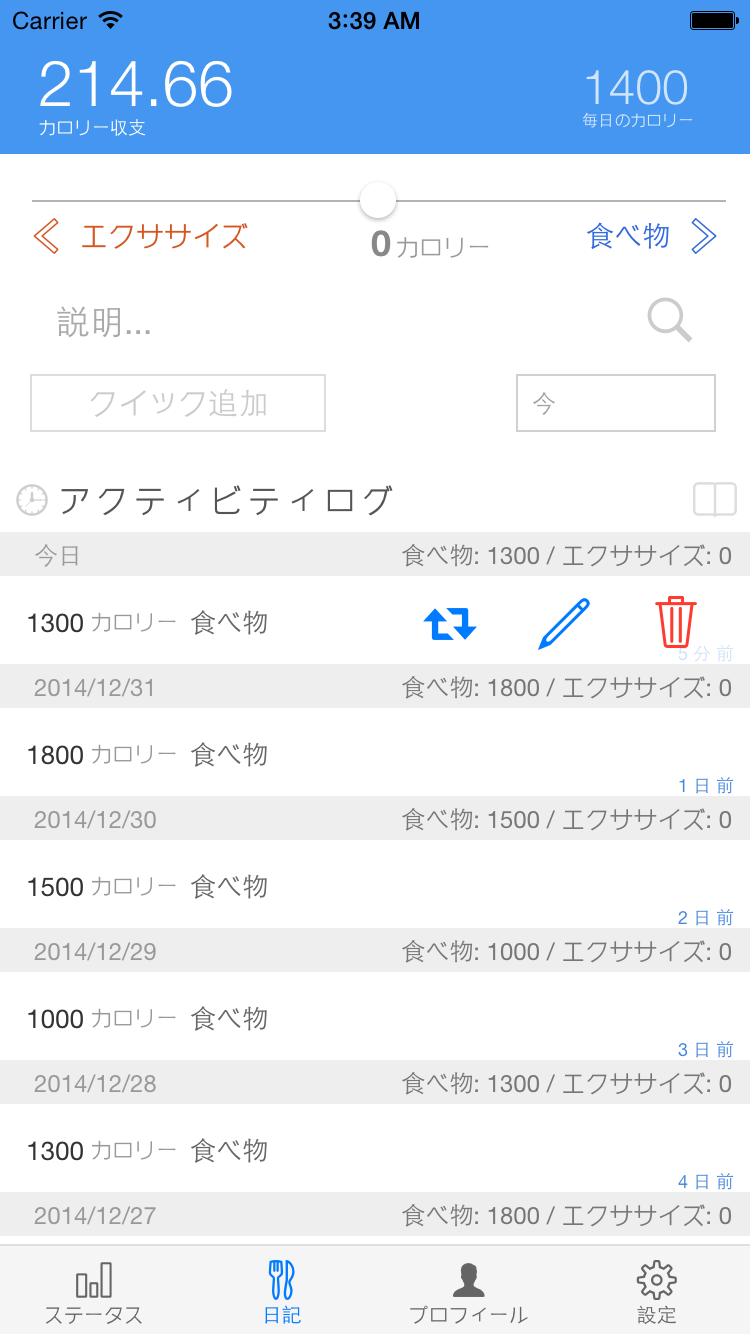 Carrier 3:39 AM
214.66 1400
カロリー収支 毎日のカロリー
エクササイズ 0カロリー 食べ物
説明...
クイック追加 今
アクティビティログ
今日 食べ物: 1300 / エクササイズ: 0
1300 カロリー 食べ物
5 分 前
2014/12/31 食べ物: 1800 / エクササイズ: 0
1800 カロリー 食べ物
1 日 前
2014/12/30 食べ物: 1500 / エクササイズ: 0
1500 カロリー 食べ物
2 日 前
2014/12/29 食べ物: 1000 / エクササイズ: 0
1000 カロリー 食べ物
3 日 前
2014/12/28 食べ物: 1300 / エクササイズ: 0
1300 カロリー 食べ物
4 日 前
2014/12/27 食べ物: 1800 / エクササイズ: 0
ステータス 日記 プロフィール 設定